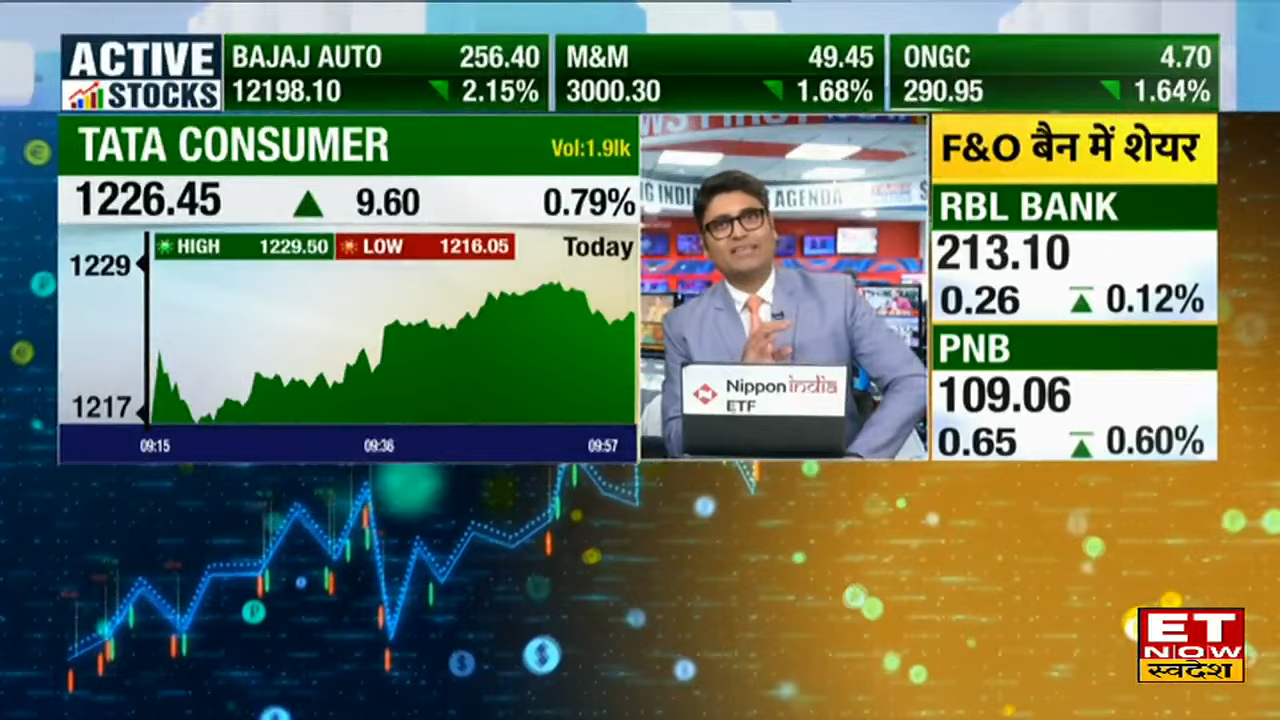 ACTIVE
STOCKS
BAJAJ AUTO 256.40
12198.10 2.15%
M&M 49.45
3000.30 1.68%
ONGC 4.70
290.95 1.64%
TATA CONSUMER Vol:1.9lk
1226.45 9.60 0.79%
HIGH 1229.50 LOW 1216.05 Today
1229
1217
09:15 09:36 09:57
AGENDA
Nippon india
ETF
F&O बैन में शेयर
RBL BANK
213.10
0.26 0.12%
PNB
109.06
0.65 0.60%
ET
NOW
स्वदेश